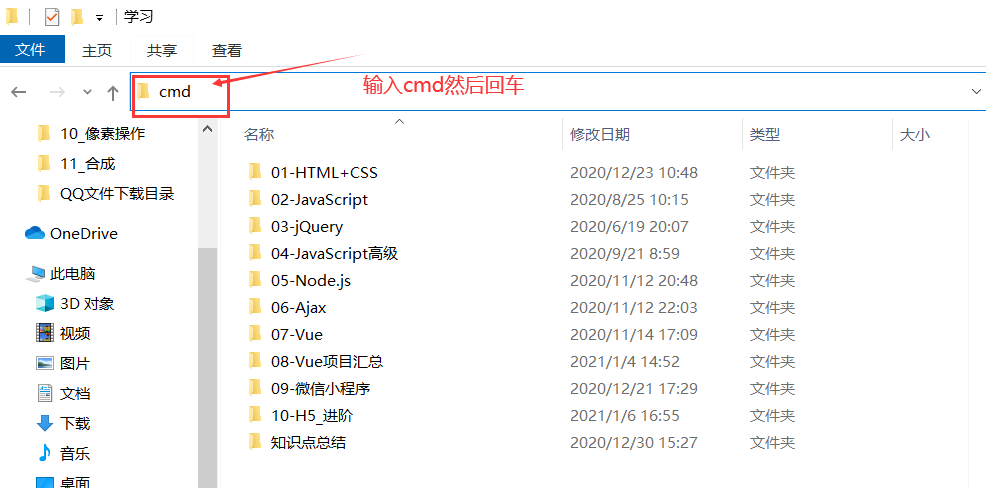 学习
文件 主页 共享 查看
cmd
输入cmd然后回车
10_像素操作
11_合成
QQ文件下载目录
OneDrive
此电脑
3D 对象
视频
图片
文档
下载
音乐
桌面
名称 修改日期 类型 大小
01-HTML+CSS 2020/12/23 10:48 文件夹
02-JavaScript 2020/8/25 10:15 文件夹
03-jQuery 2020/6/19 20:07 文件夹
04-JavaScript高级 2020/9/21 8:59 文件夹
05-Node.js 2020/11/12 20:48 文件夹
06-Ajax 2020/11/12 22:03 文件夹
07-Vue 2020/11/14 17:09 文件夹
08-Vue项目汇总 2021/1/4 14:52 文件夹
09-微信小程序 2020/12/21 17:29 文件夹
10-H5_进阶 2021/1/6 16:55 文件夹
知识点总结 2020/12/30 15:27 文件夹